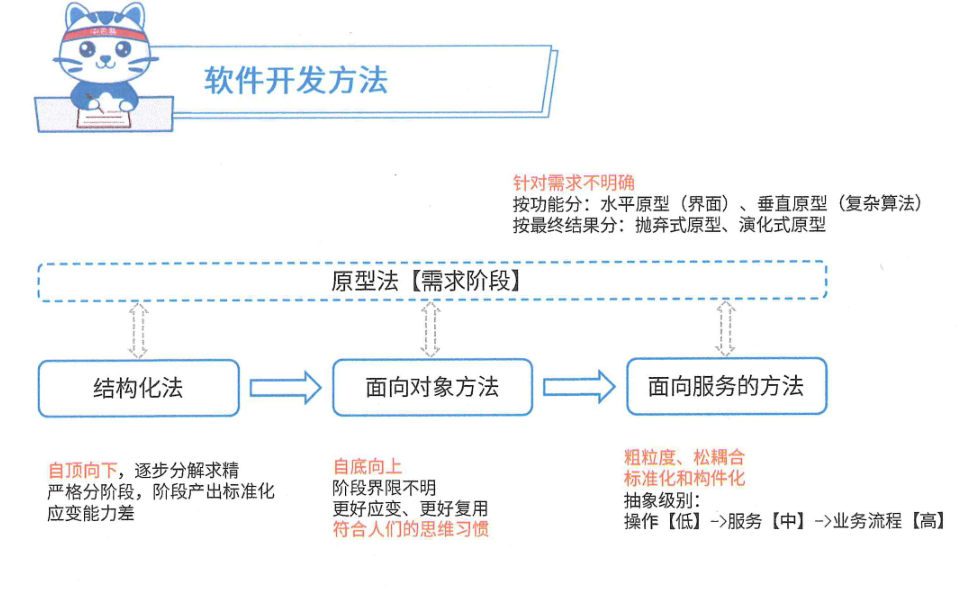 软件开发方法
针对需求不明确
按功能分：水平原型（界面）、垂直原型（复杂算法）
按最终结果分：抛弃式原型、演化式原型
原型法【需求阶段】
结构化法
面向对象方法
面向服务的方法
自顶向下，逐步分解求精
严格分阶段，阶段产出标准化
应变能力差
自底向上
阶段界限不明
更好应变、更好复用
符合人们的思维习惯
粗粒度、松耦合
标准化和构件化
抽象级别：
操作【低】->服务【中】->业务流程【高】